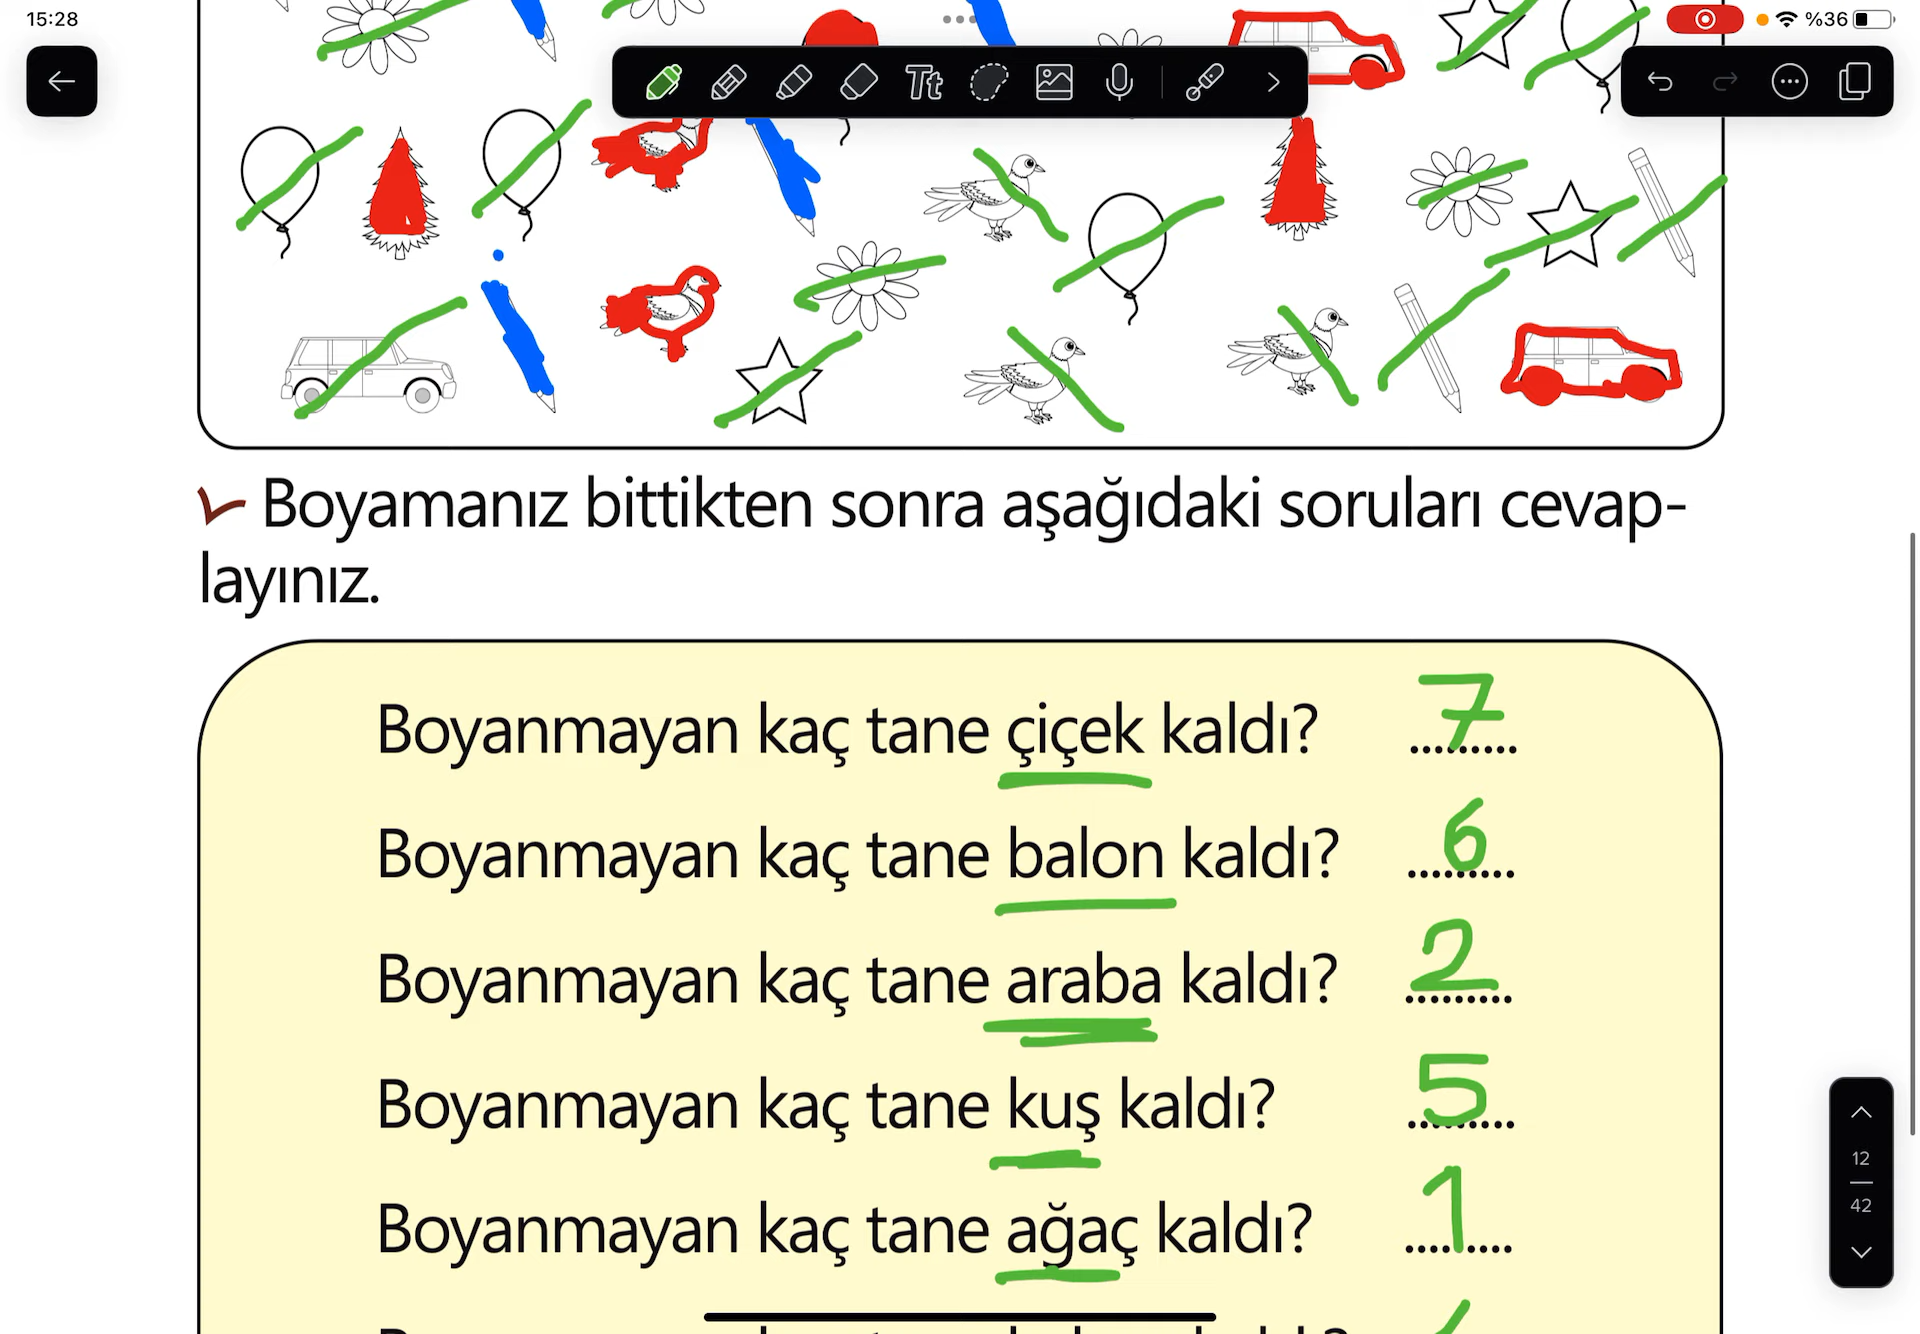 15:28
%36
Tt
Boyamanız bittikten sonra aşağıdaki soruları cevap-
layınız.
Boyanmayan kaç tane çiçek kaldı? 7
Boyanmayan kaç tane balon kaldı? 6
Boyanmayan kaç tane araba kaldı? 2
Boyanmayan kaç tane kuş kaldı? 5
Boyanmayan kaç tane ağaç kaldı? 1
12
42